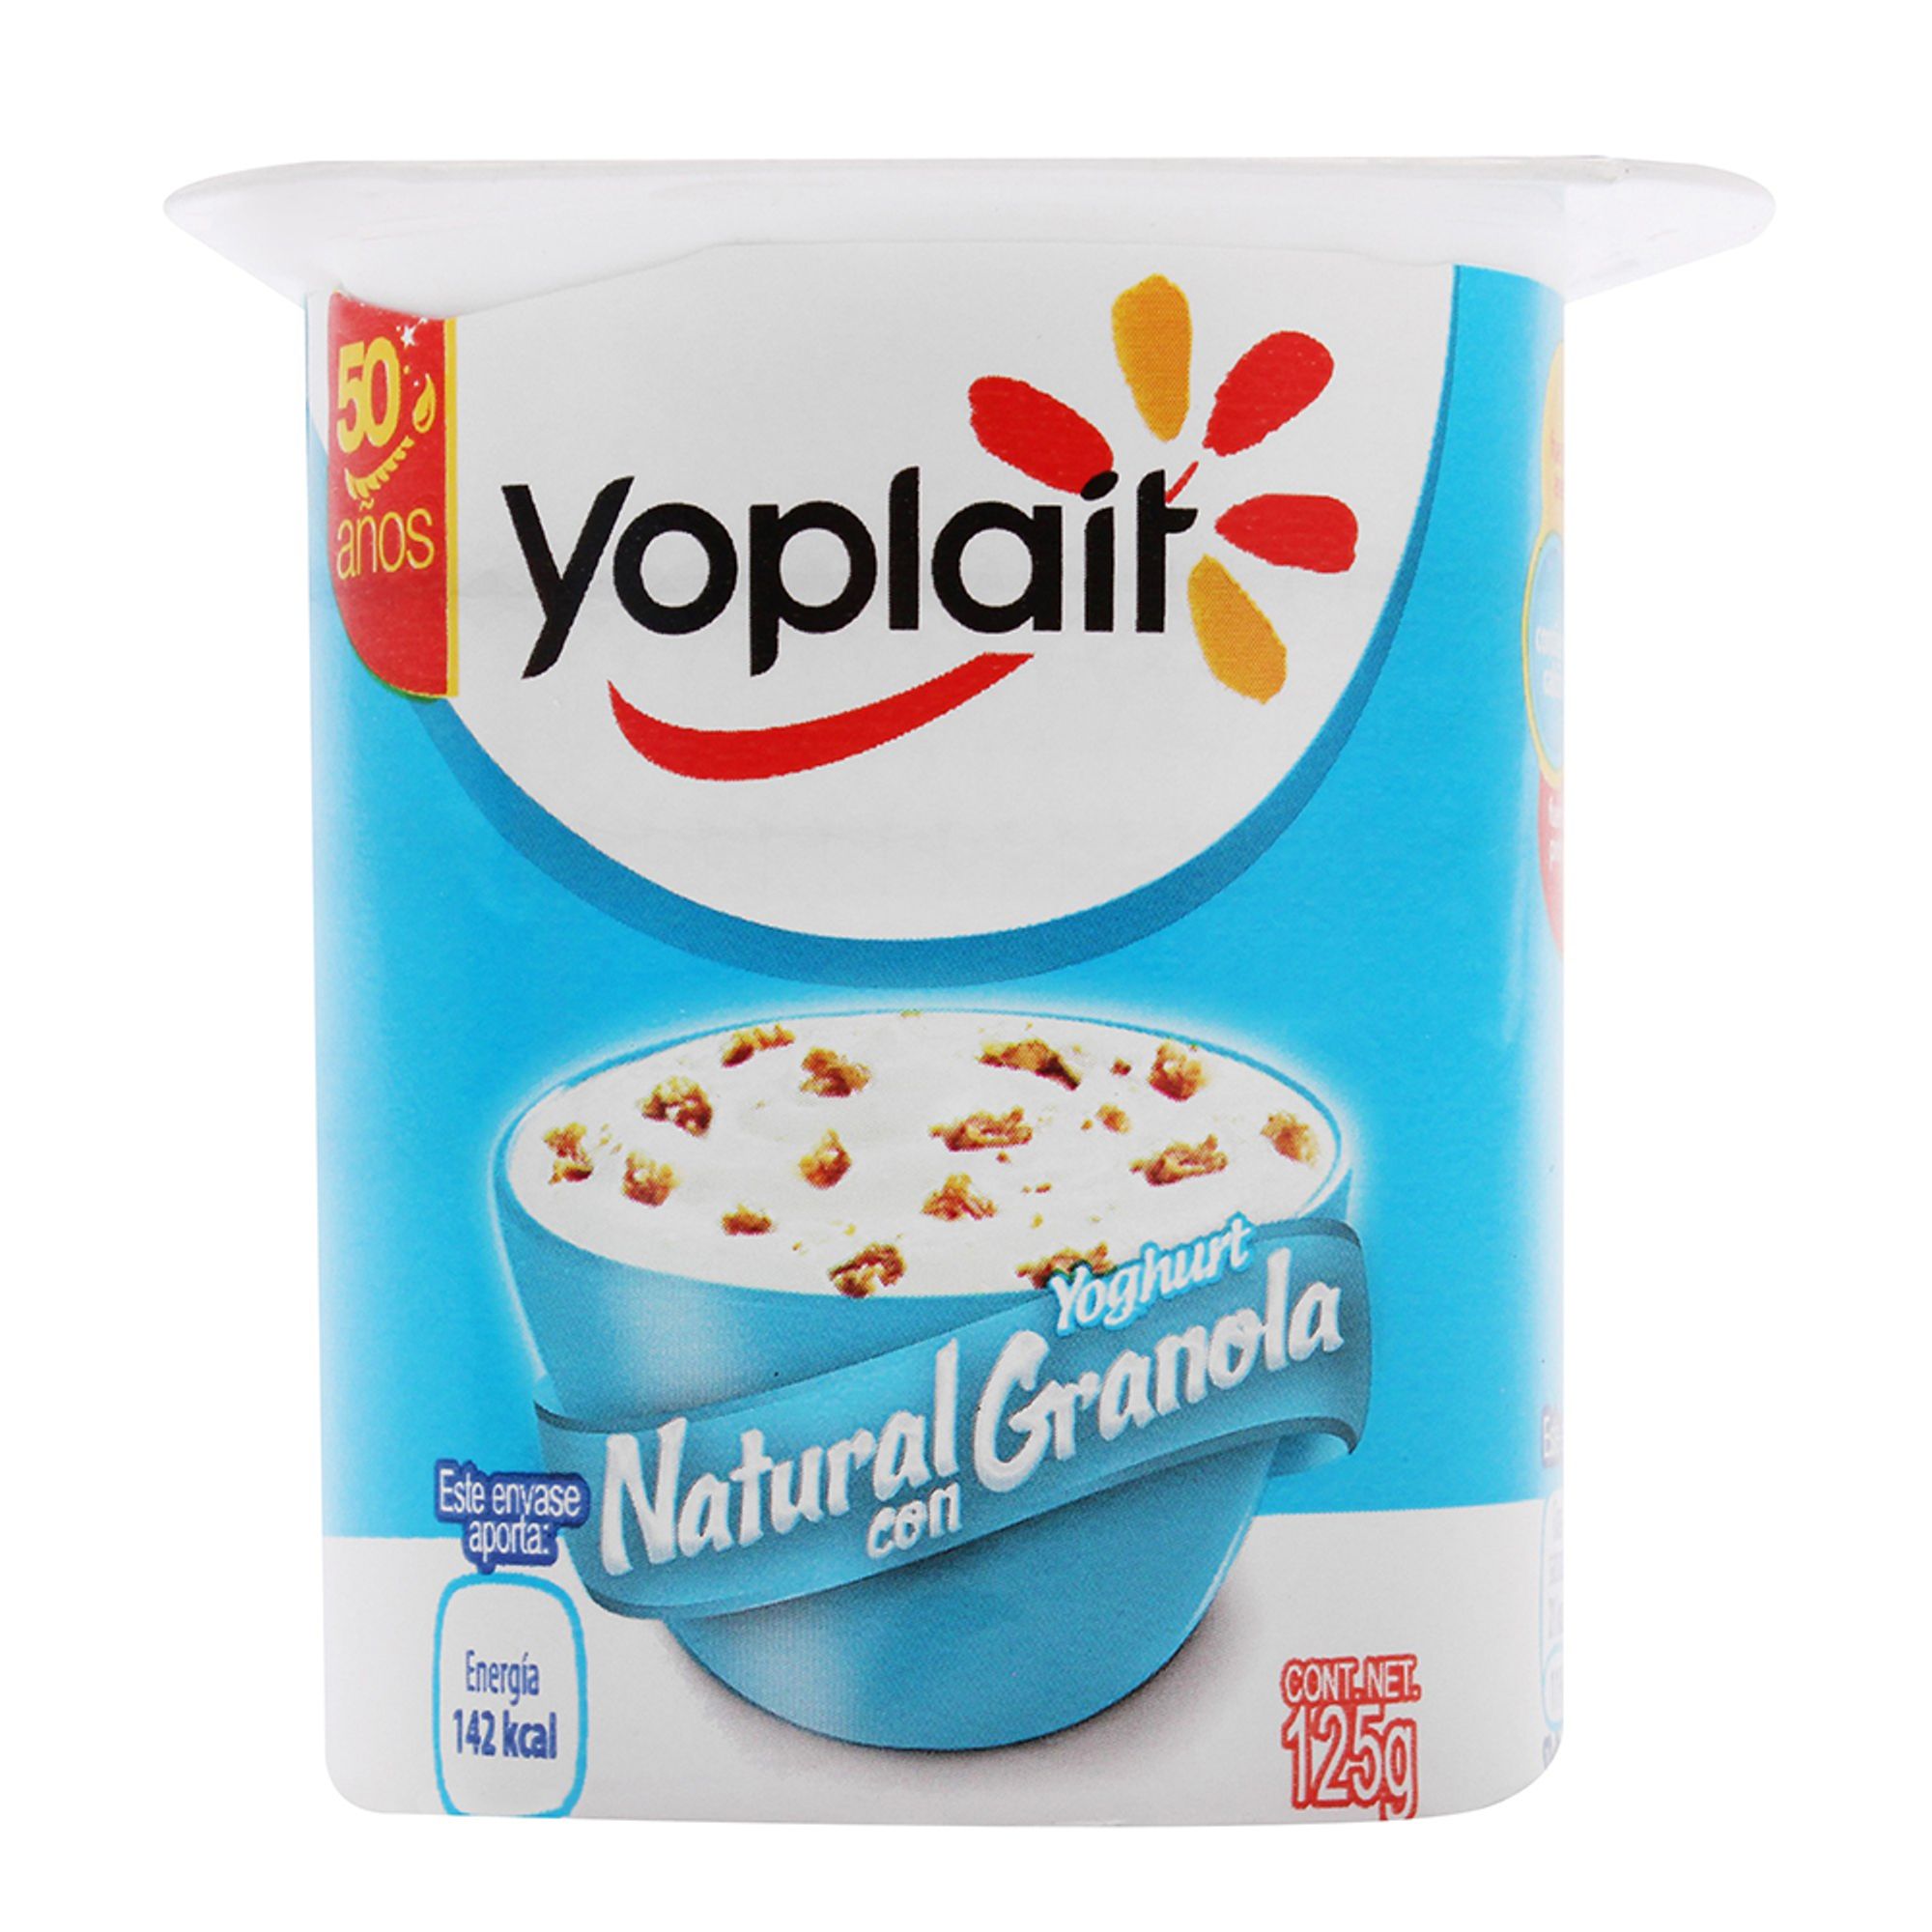 50
años
Yoplait
Yoghurt
Natural con Granola
Este envase
aporta:
Energía
142 kcal
CONT. NET.
125g